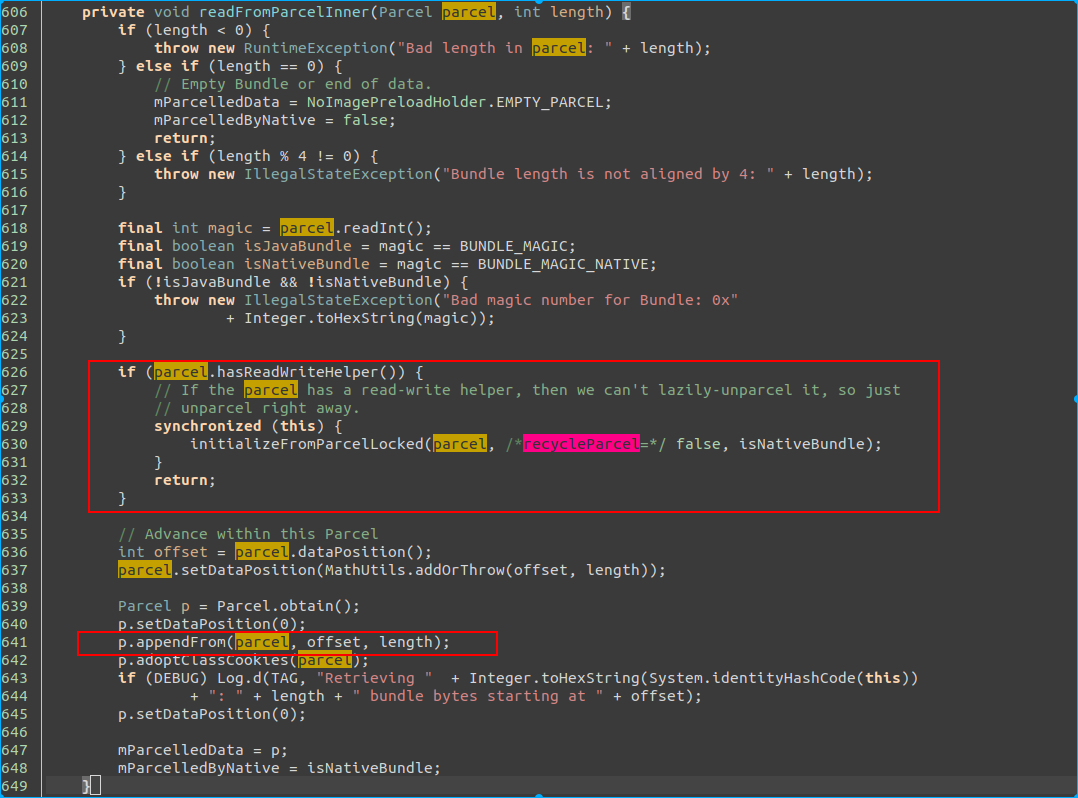 606     private void readFromParcelInner(Parcel parcel, int length) {
607         if (length < 0) {
608             throw new RuntimeException("Bad length in parcel: " + length);
609         } else if (length == 0) {
610             // Empty Bundle or end of data.
611             mParcelledData = NoImagePreloadHolder.EMPTY_PARCEL;
612             mParcelledByNative = false;
613             return;
614         } else if (length % 4 != 0) {
615             throw new IllegalStateException("Bundle length is not aligned by 4: " + length);
616         }
617
618         final int magic = parcel.readInt();
619         final boolean isJavaBundle = magic == BUNDLE_MAGIC;
620         final boolean isNativeBundle = magic == BUNDLE_MAGIC_NATIVE;
621         if (!isJavaBundle && !isNativeBundle) {
622             throw new IllegalStateException("Bad magic number for Bundle: 0x"
623                     + Integer.toHexString(magic));
624         }
625
626         if (parcel.hasReadWriteHelper()) {
627             // If the parcel has a read-write helper, then we can't lazily-unparcel it, so just
628             // unparcel right away.
629             synchronized (this) {
630                 initializeFromParcelLocked(parcel, /*recycleParcel=*/ false, isNativeBundle);
631             }
632             return;
633         }
634
635         // Advance within this Parcel
636         int offset = parcel.dataPosition();
637         parcel.setDataPosition(MathUtils.addOrThrow(offset, length));
638
639         Parcel p = Parcel.obtain();
640         p.setDataPosition(0);
641         p.appendFrom(parcel, offset, length);
642         p.adoptClassCookies(parcel);
643         if (DEBUG) Log.d(TAG, "Retrieving "  + Integer.toHexString(System.identityHashCode(this))
644                 + ": " + length + " bundle bytes starting at " + offset);
645         p.setDataPosition(0);
646
647         mParcelledData = p;
648         mParcelledByNative = isNativeBundle;
649     }